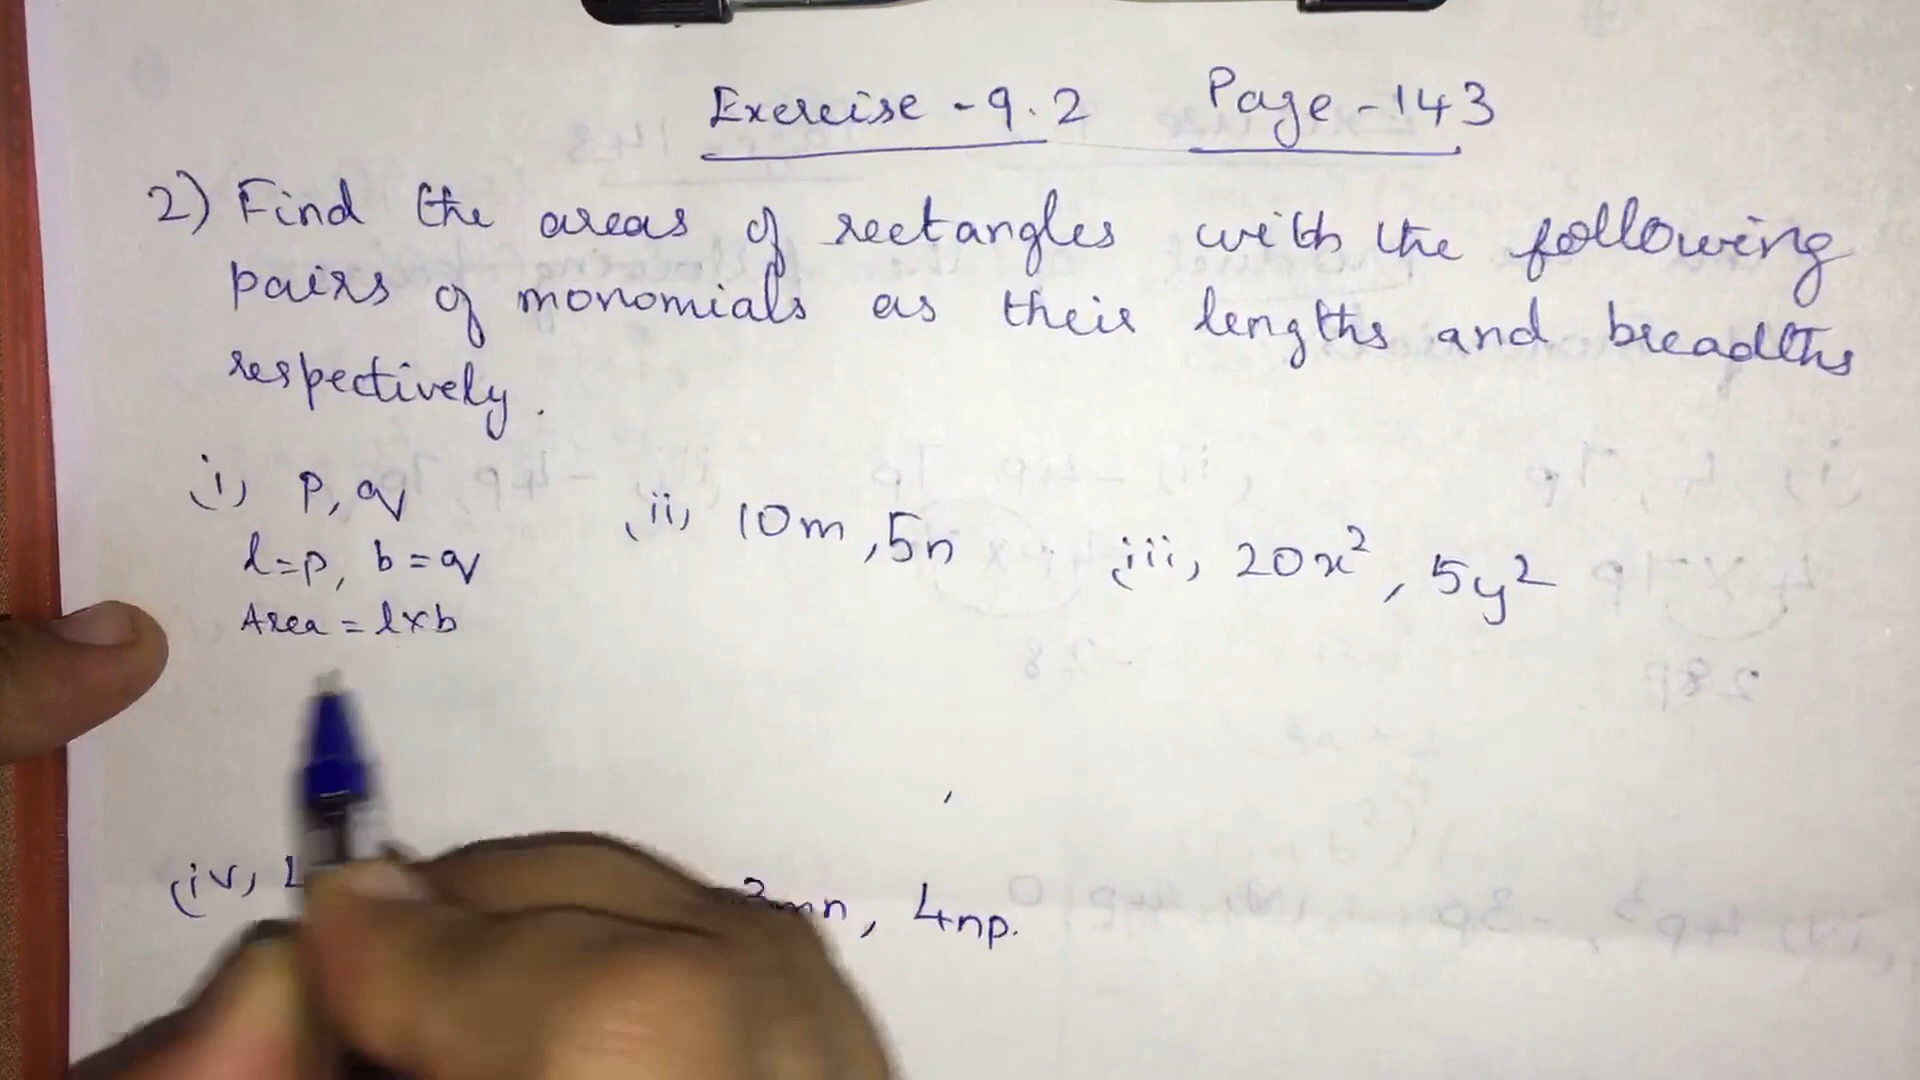 Exercise - 9.2 Page - 143
2) Find the areas of rectangles with the following
pairs of monomials as their lengths and breadths
respectively.
(i) p, q (ii) 10m, 5n (iii) 20x², 5y²
l = p, b = q
Area = l × b
(iv)
mn, 4np.